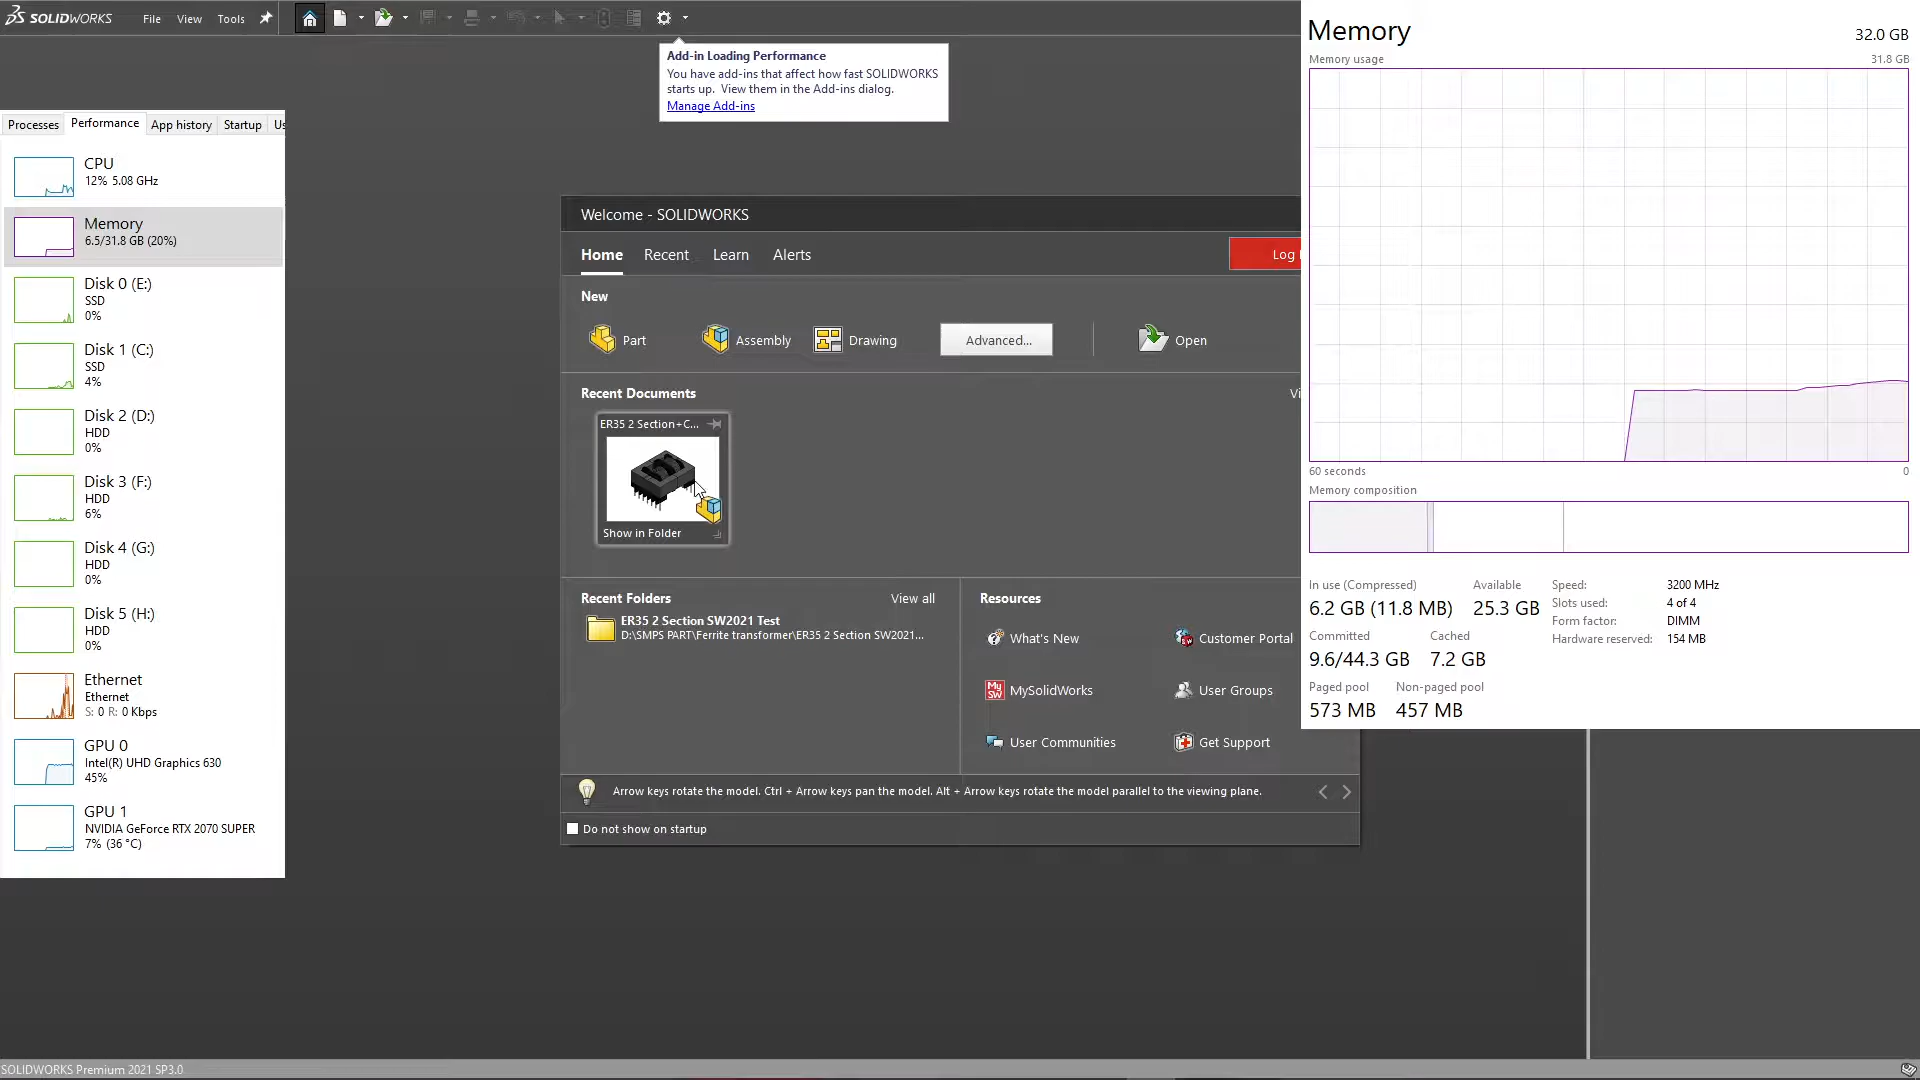 SOLIDWORKS
File View Tools
Add-in Loading Performance
You have add-ins that affect how fast SOLIDWORKS
starts up. View them in the Add-ins dialog.
Manage Add-ins
Processes Performance App history Startup Us
CPU
12% 5.08 GHz
Memory
6.5/31.8 GB (20%)
Disk 0 (E:)
SSD
0%
Disk 1 (C:)
SSD
4%
Disk 2 (D:)
HDD
0%
Disk 3 (F:)
HDD
6%
Disk 4 (G:)
HDD
0%
Disk 5 (H:)
HDD
0%
Ethernet
Ethernet
S: 0 R: 0 Kbps
GPU 0
Intel(R) UHD Graphics 630
45%
GPU 1
NVIDIA GeForce RTX 2070 SUPER
7% (36 °C)
Welcome - SOLIDWORKS
Home Recent Learn Alerts
Log
New
Part Assembly Drawing Advanced... Open
Recent Documents
Vi
ER35 2 Section+C...
Show in Folder
Recent Folders View all
ER35 2 Section SW2021 Test
D:\SMPS PART\Ferrite transformer\ER35 2 Section SW2021...
Resources
What's New Customer Portal
MySolidWorks User Groups
User Communities Get Support
Arrow keys rotate the model. Ctrl + Arrow keys pan the model. Alt + Arrow keys rotate the model parallel to the viewing plane.
Do not show on startup
Memory 32.0 GB
Memory usage 31.8 GB
60 seconds 0
Memory composition
In use (Compressed) Available
6.2 GB (11.8 MB) 25.3 GB
Committed Cached
9.6/44.3 GB 7.2 GB
Paged pool Non-paged pool
573 MB 457 MB
Speed: 3200 MHz
Slots used: 4 of 4
Form factor: DIMM
Hardware reserved: 154 MB
SOLIDWORKS Premium 2021 SP3.0